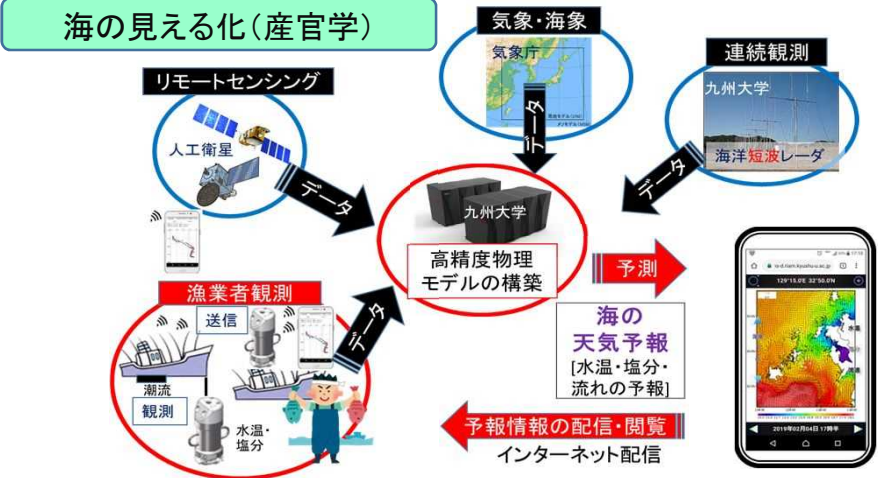 海の見える化(産官学)
気象・海象
気象庁
連続観測
九州大学
海洋短波レーダ
リモートセンシング
人工衛星
データ
データ
データ
九州大学
高精度物理
モデルの構築
予測
海の
天気予報
[水温・塩分・
流れの予報]
漁業者観測
送信
データ
潮流
観測
水温・
塩分
予報情報の配信・閲覧
インターネット配信
129°15.0'E 32°50.0'N
2019年02月04日 17時半